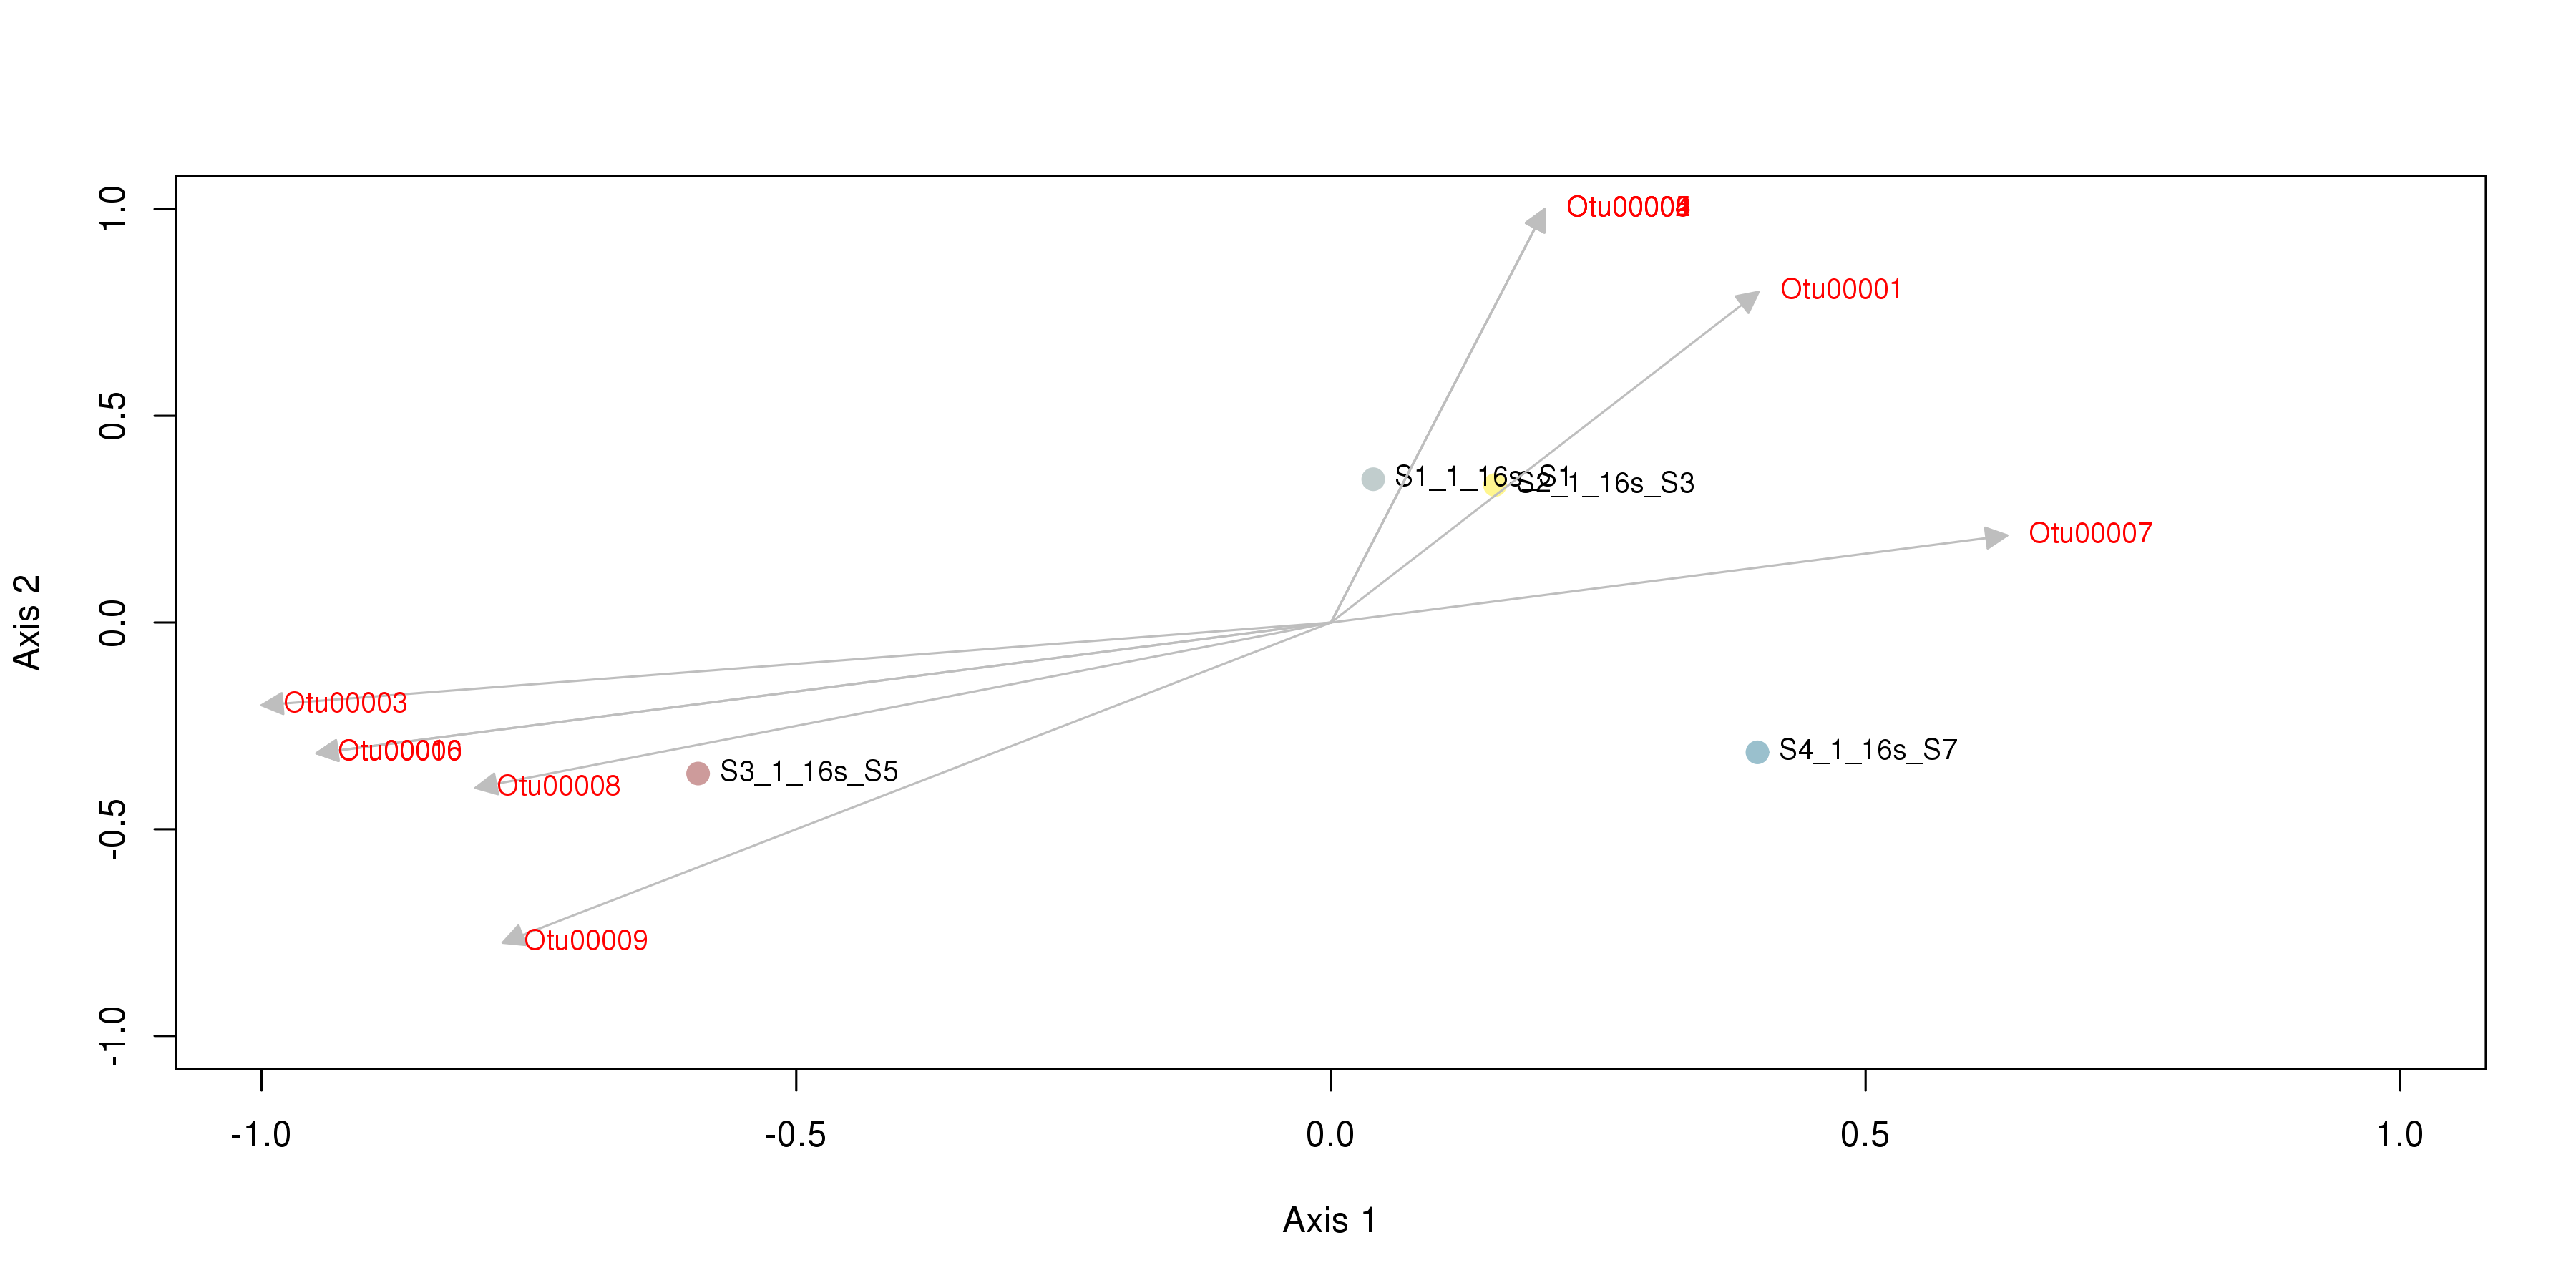 1.0
Otu00001
0.5
S1_1_16s_S1
S2_1_16s_S3
Otu00007
Axis 2
0.0
Otu00003
S4_1_16s_S7
S3_1_16s_S5
Otu00008
-0.5
Otu00009
-1.0
-1.0 -0.5 0.0 0.5 1.0
Axis 1